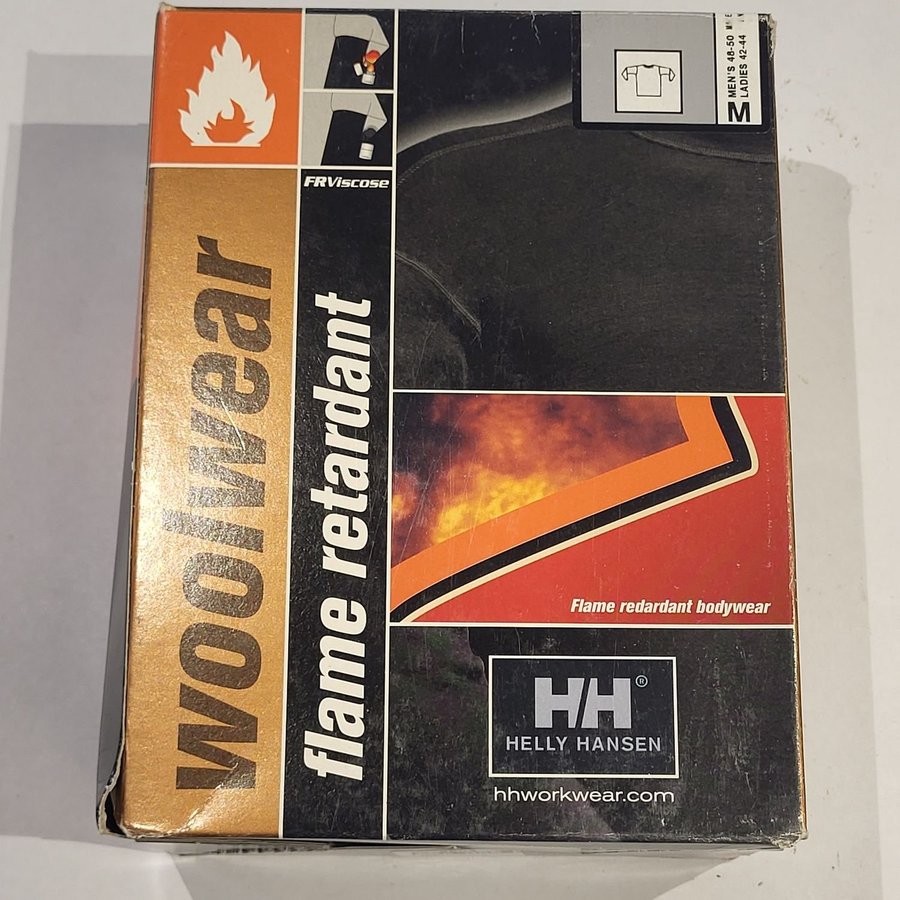 MEN'S 48-50
LADIES 42-44
M
FRViscose
woolwear
flame retardant
Flame redardant bodywear
HH®
HELLY HANSEN
hhworkwear.com